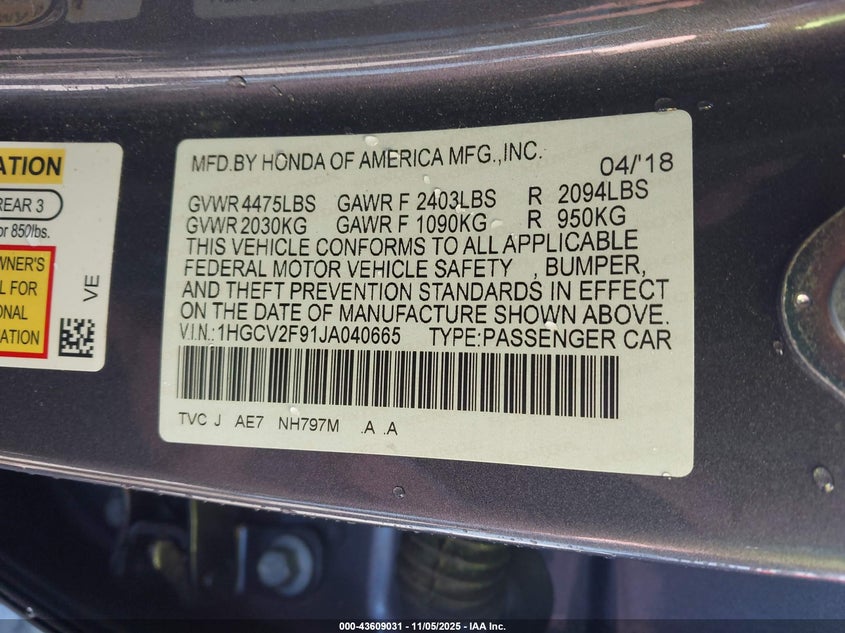 ATION
REAR 3
or 850lbs.
WNER'S
L FOR
ONAL
ATION
VE
MFD.BY HONDA OF AMERICA MFG.,INC. 04/'18
GVWR 4475LBS GAWR F 2403LBS R 2094LBS
GVWR 2030KG GAWR F 1090KG R 950KG
THIS VEHICLE CONFORMS TO ALL APPLICABLE
FEDERAL MOTOR VEHICLE SAFETY , BUMPER,
AND THEFT PREVENTION STANDARDS IN EFFECT
ON THE DATE OF MANUFACTURE SHOWN ABOVE.
V.I.N.:1HGCV2F91JA040665 TYPE:PASSENGER CAR
TVC J AE7 NH797M .A .A
000-43609031 - 11/05/2025 - IAA Inc.